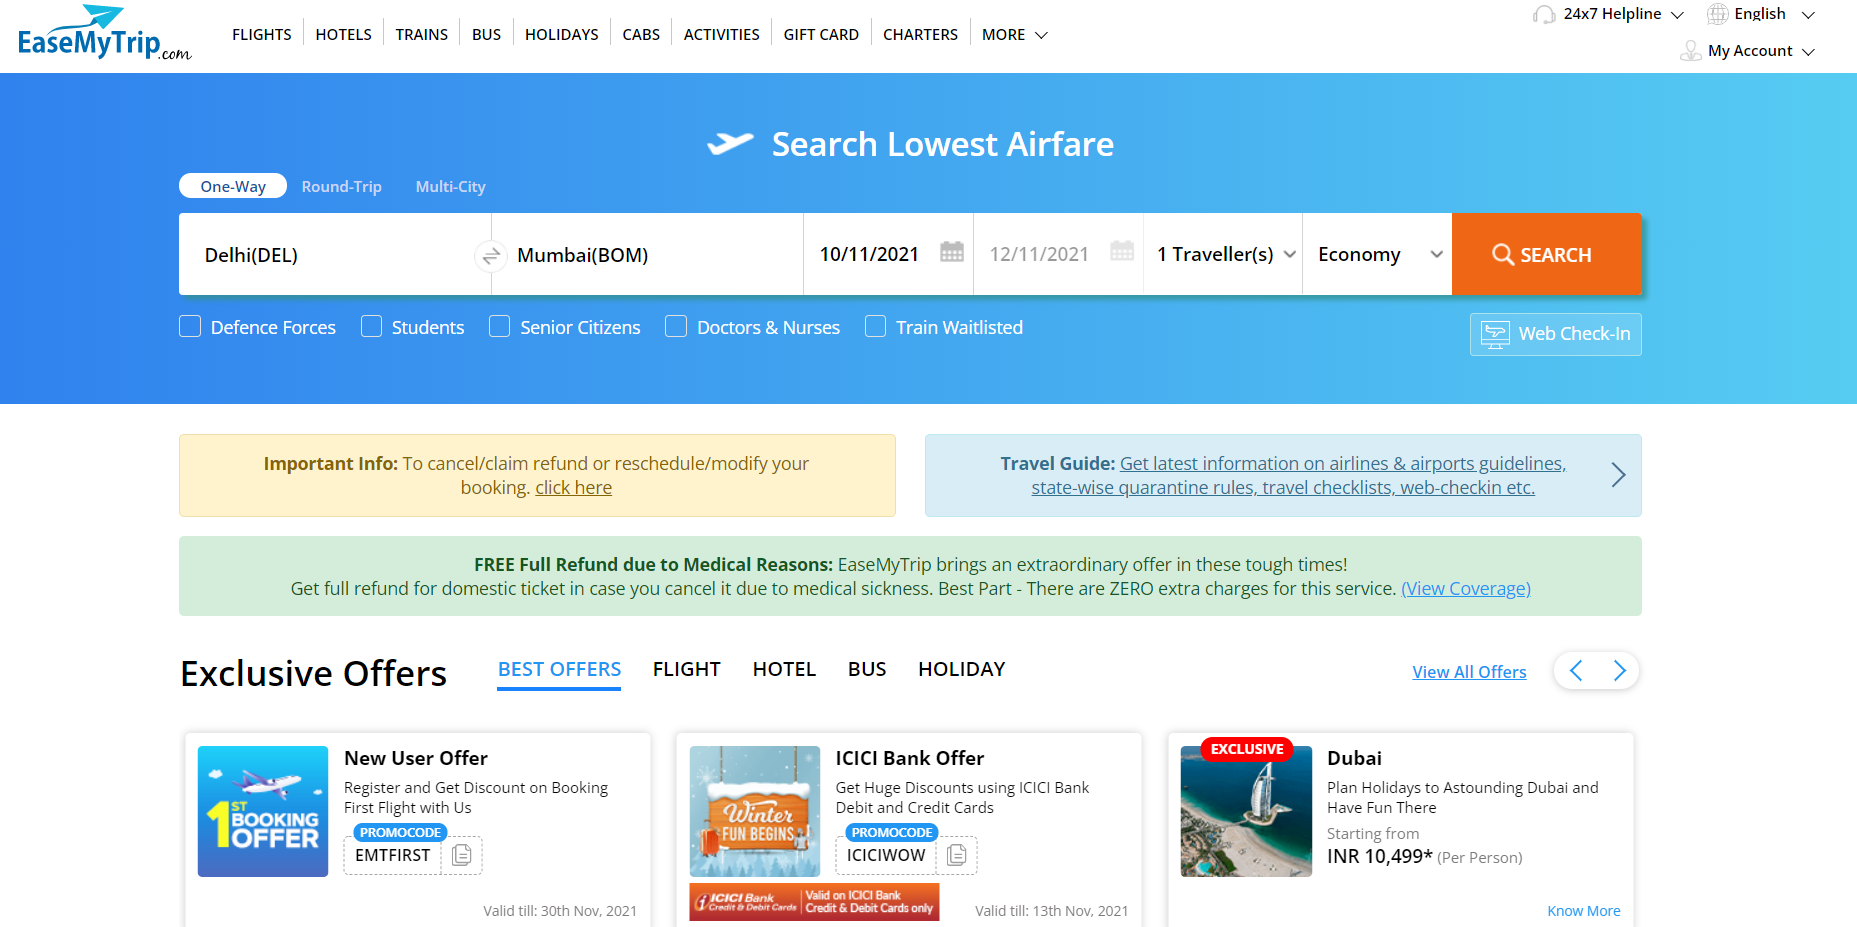 EaseMyTrip.com
FLIGHTS
HOTELS
TRAINS
BUS
HOLIDAYS
CABS
ACTIVITIES
GIFT CARD
CHARTERS
MORE
24x7 Helpline
English
My Account
Search Lowest Airfare
One-Way
Round-Trip
Multi-City
Delhi(DEL)
Mumbai(BOM)
10/11/2021
12/11/2021
1 Traveller(s)
Economy
SEARCH
Defence Forces
Students
Senior Citizens
Doctors & Nurses
Train Waitlisted
Web Check-In
Important Info: To cancel/claim refund or reschedule/modify your
booking. click here
Travel Guide: Get latest information on airlines & airports guidelines,
state-wise quarantine rules, travel checklists, web-checkin etc.
FREE Full Refund due to Medical Reasons: EaseMyTrip brings an extraordinary offer in these tough times!
Get full refund for domestic ticket in case you cancel it due to medical sickness. Best Part - There are ZERO extra charges for this service. (View Coverage)
Exclusive Offers
BEST OFFERS
FLIGHT
HOTEL
BUS
HOLIDAY
View All Offers
1ST
BOOKING
OFFER
New User Offer
Register and Get Discount on Booking
First Flight with Us
PROMOCODE
EMTFIRST
Valid till: 30th Nov, 2021
Winter
FUN BEGINS
ICICI Bank Offer
Get Huge Discounts using ICICI Bank
Debit and Credit Cards
PROMOCODE
ICICIWOW
ICICI Bank
Credit & Debit Cards
Valid on ICICI Bank
Credit & Debit Cards only
Valid till: 13th Nov, 2021
EXCLUSIVE
Dubai
Plan Holidays to Astounding Dubai and
Have Fun There
Starting from
INR 10,499* (Per Person)
Know More